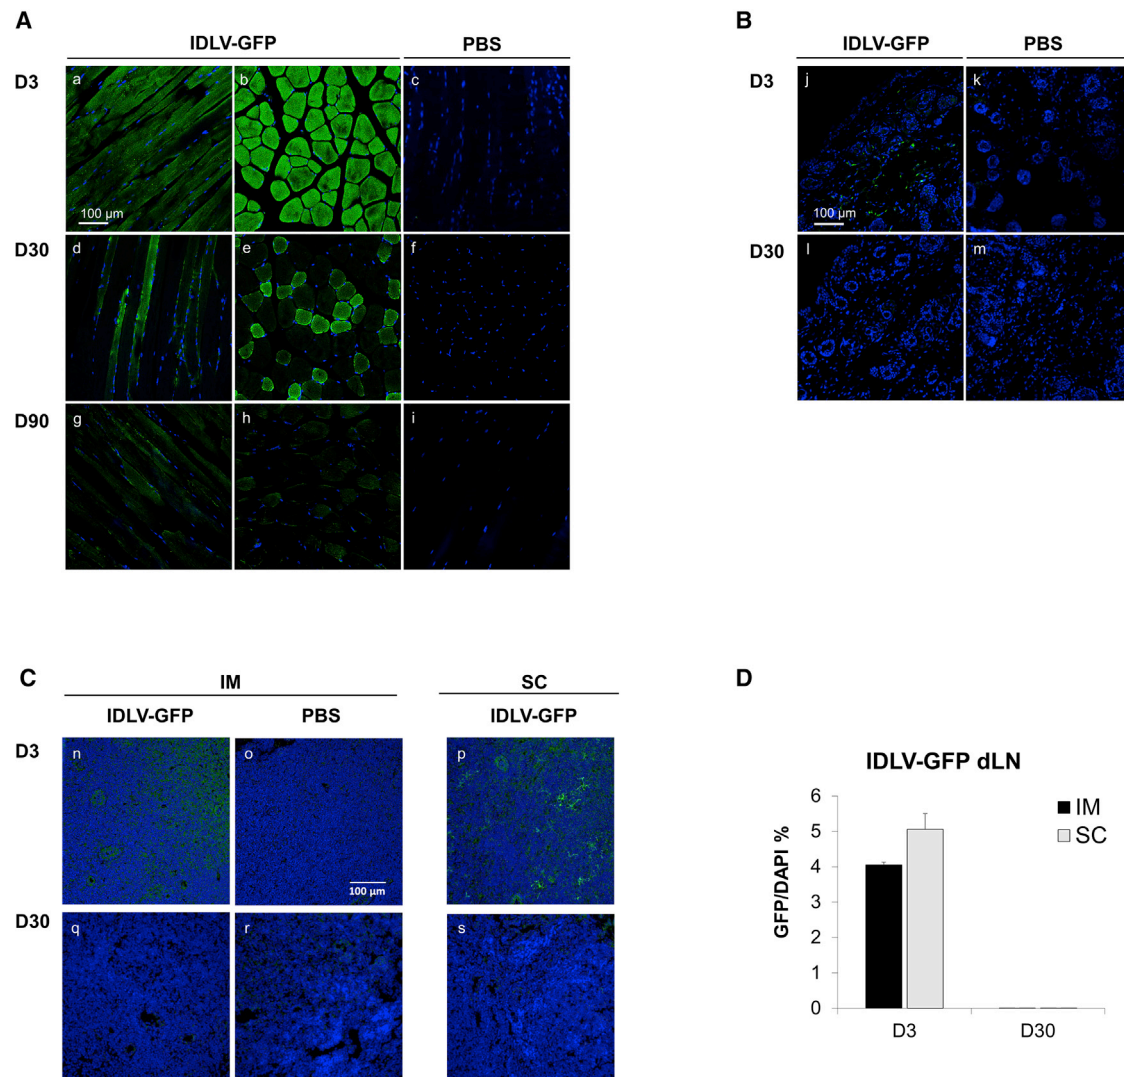 A
IDLV-GFP PBS
D3
a b c
100 µm
D30
d e f
D90
g h i
B
IDLV-GFP PBS
D3
j k
100 µm
D30
l m
C
IM SC
IDLV-GFP PBS IDLV-GFP
D3
n o p
100 µm
D30
q r s
D
IDLV-GFP dLN
GFP/DAPI %
6
5
4
3
2
1
0
IM
SC
D3 D30